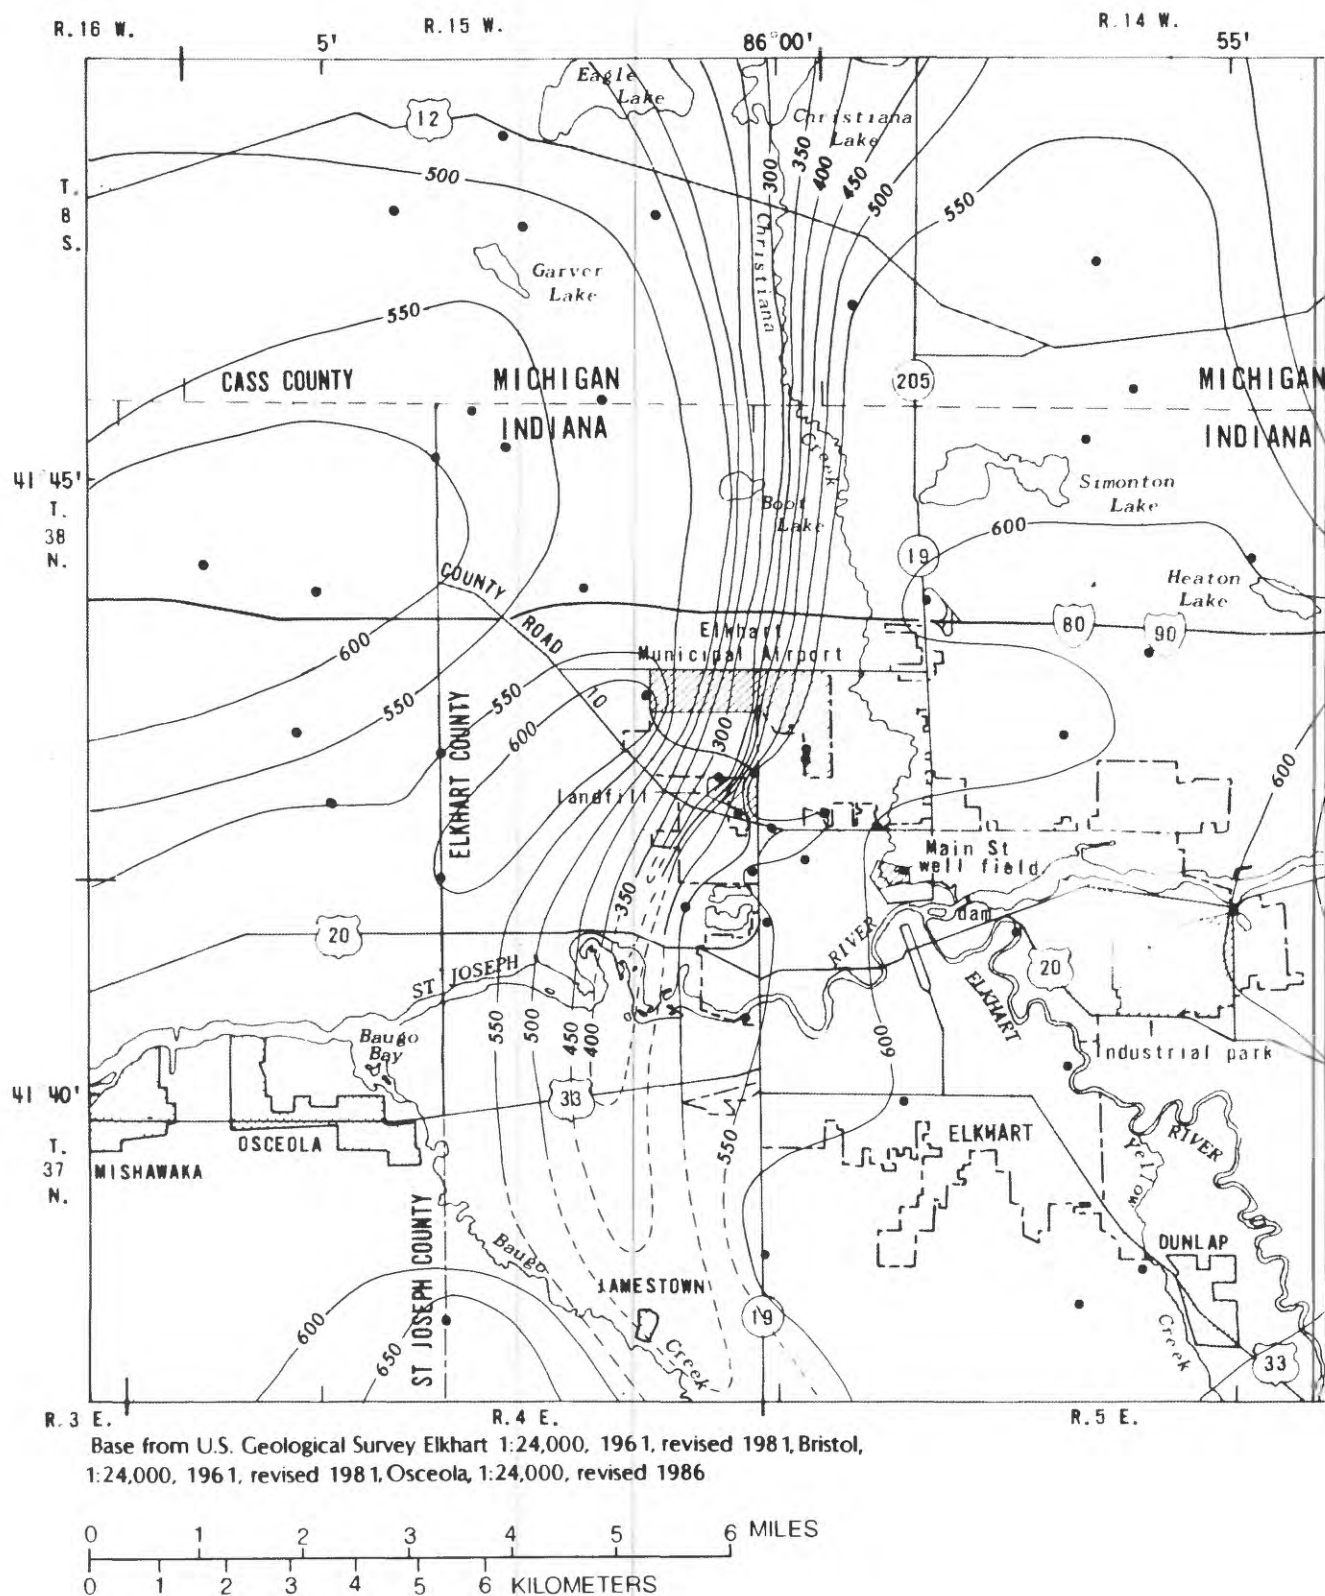 R. 16 W.
5'
R. 15 W.
86°00'
R. 14 W.
55'
Eagle
Lake
12
Christiana
Lake
T.
8
S.
500
300
350
400
450
500
550
Christiana
Garver
Lake
550
CASS COUNTY
MICHIGAN
INDIANA
205
MICHIGAN
INDIANA
Creek
41°45'
T.
38
N.
Boot
Lake
Simonton
Lake
600
19
Heaton
Lake
COUNTY
ROAD
10
80
90
Elkhart
Municipal Airport
600
550
550
600
300
600
ELKHART COUNTY
landfill
Main St
well field
350
dam
20
RIVER
20
ST JOSEPH
ELKHART
RIVER
550
500
450
400
600
Baugo
Bay
Industrial park
41°40'
33
OSCEOLA
MISHAWAKA
ELKHART
550
T.
37
N.
Yellow
Creek
ST JOSEPH COUNTY
Baugo
Creek
DUNLAP
JAMESTOWN
600
650
19
33
R. 3 E.
R. 4 E.
R. 5 E.
Base from U.S. Geological Survey Elkhart 1:24,000, 1961, revised 1981, Bristol,
1:24,000, 1961, revised 1981, Osceola, 1:24,000, revised 1986
0 1 2 3 4 5 6 MILES
0 1 2 3 4 5 6 KILOMETERS